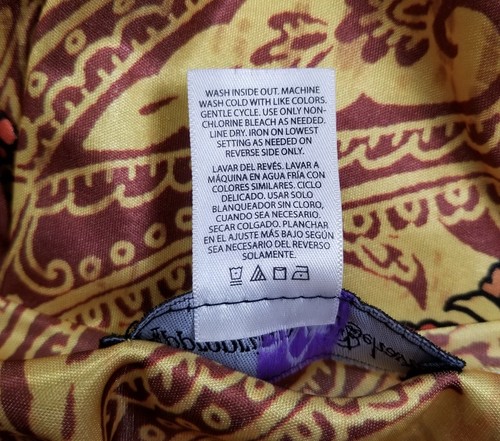 WASH INSIDE OUT. MACHINE
WASH COLD WITH LIKE COLORS.
GENTLE CYCLE. USE ONLY NON-
CHLORINE BLEACH AS NEEDED.
LINE DRY. IRON ON LOWEST
SETTING AS NEEDED ON
REVERSE SIDE ONLY.
LAVAR DEL REVÉS. LAVAR A
MÁQUINA EN AGUA FRÍA CON
COLORES SIMILARES. CICLO
DELICADO. USAR SOLO
BLANQUEADOR SIN CLORO,
CUANDO SEA NECESARIO.
SECAR COLGADO. PLANCHAR
EN EL AJUSTE MÁS BAJO SEGÚN
SEA NECESARIO DEL REVERSO
SOLAMENTE.